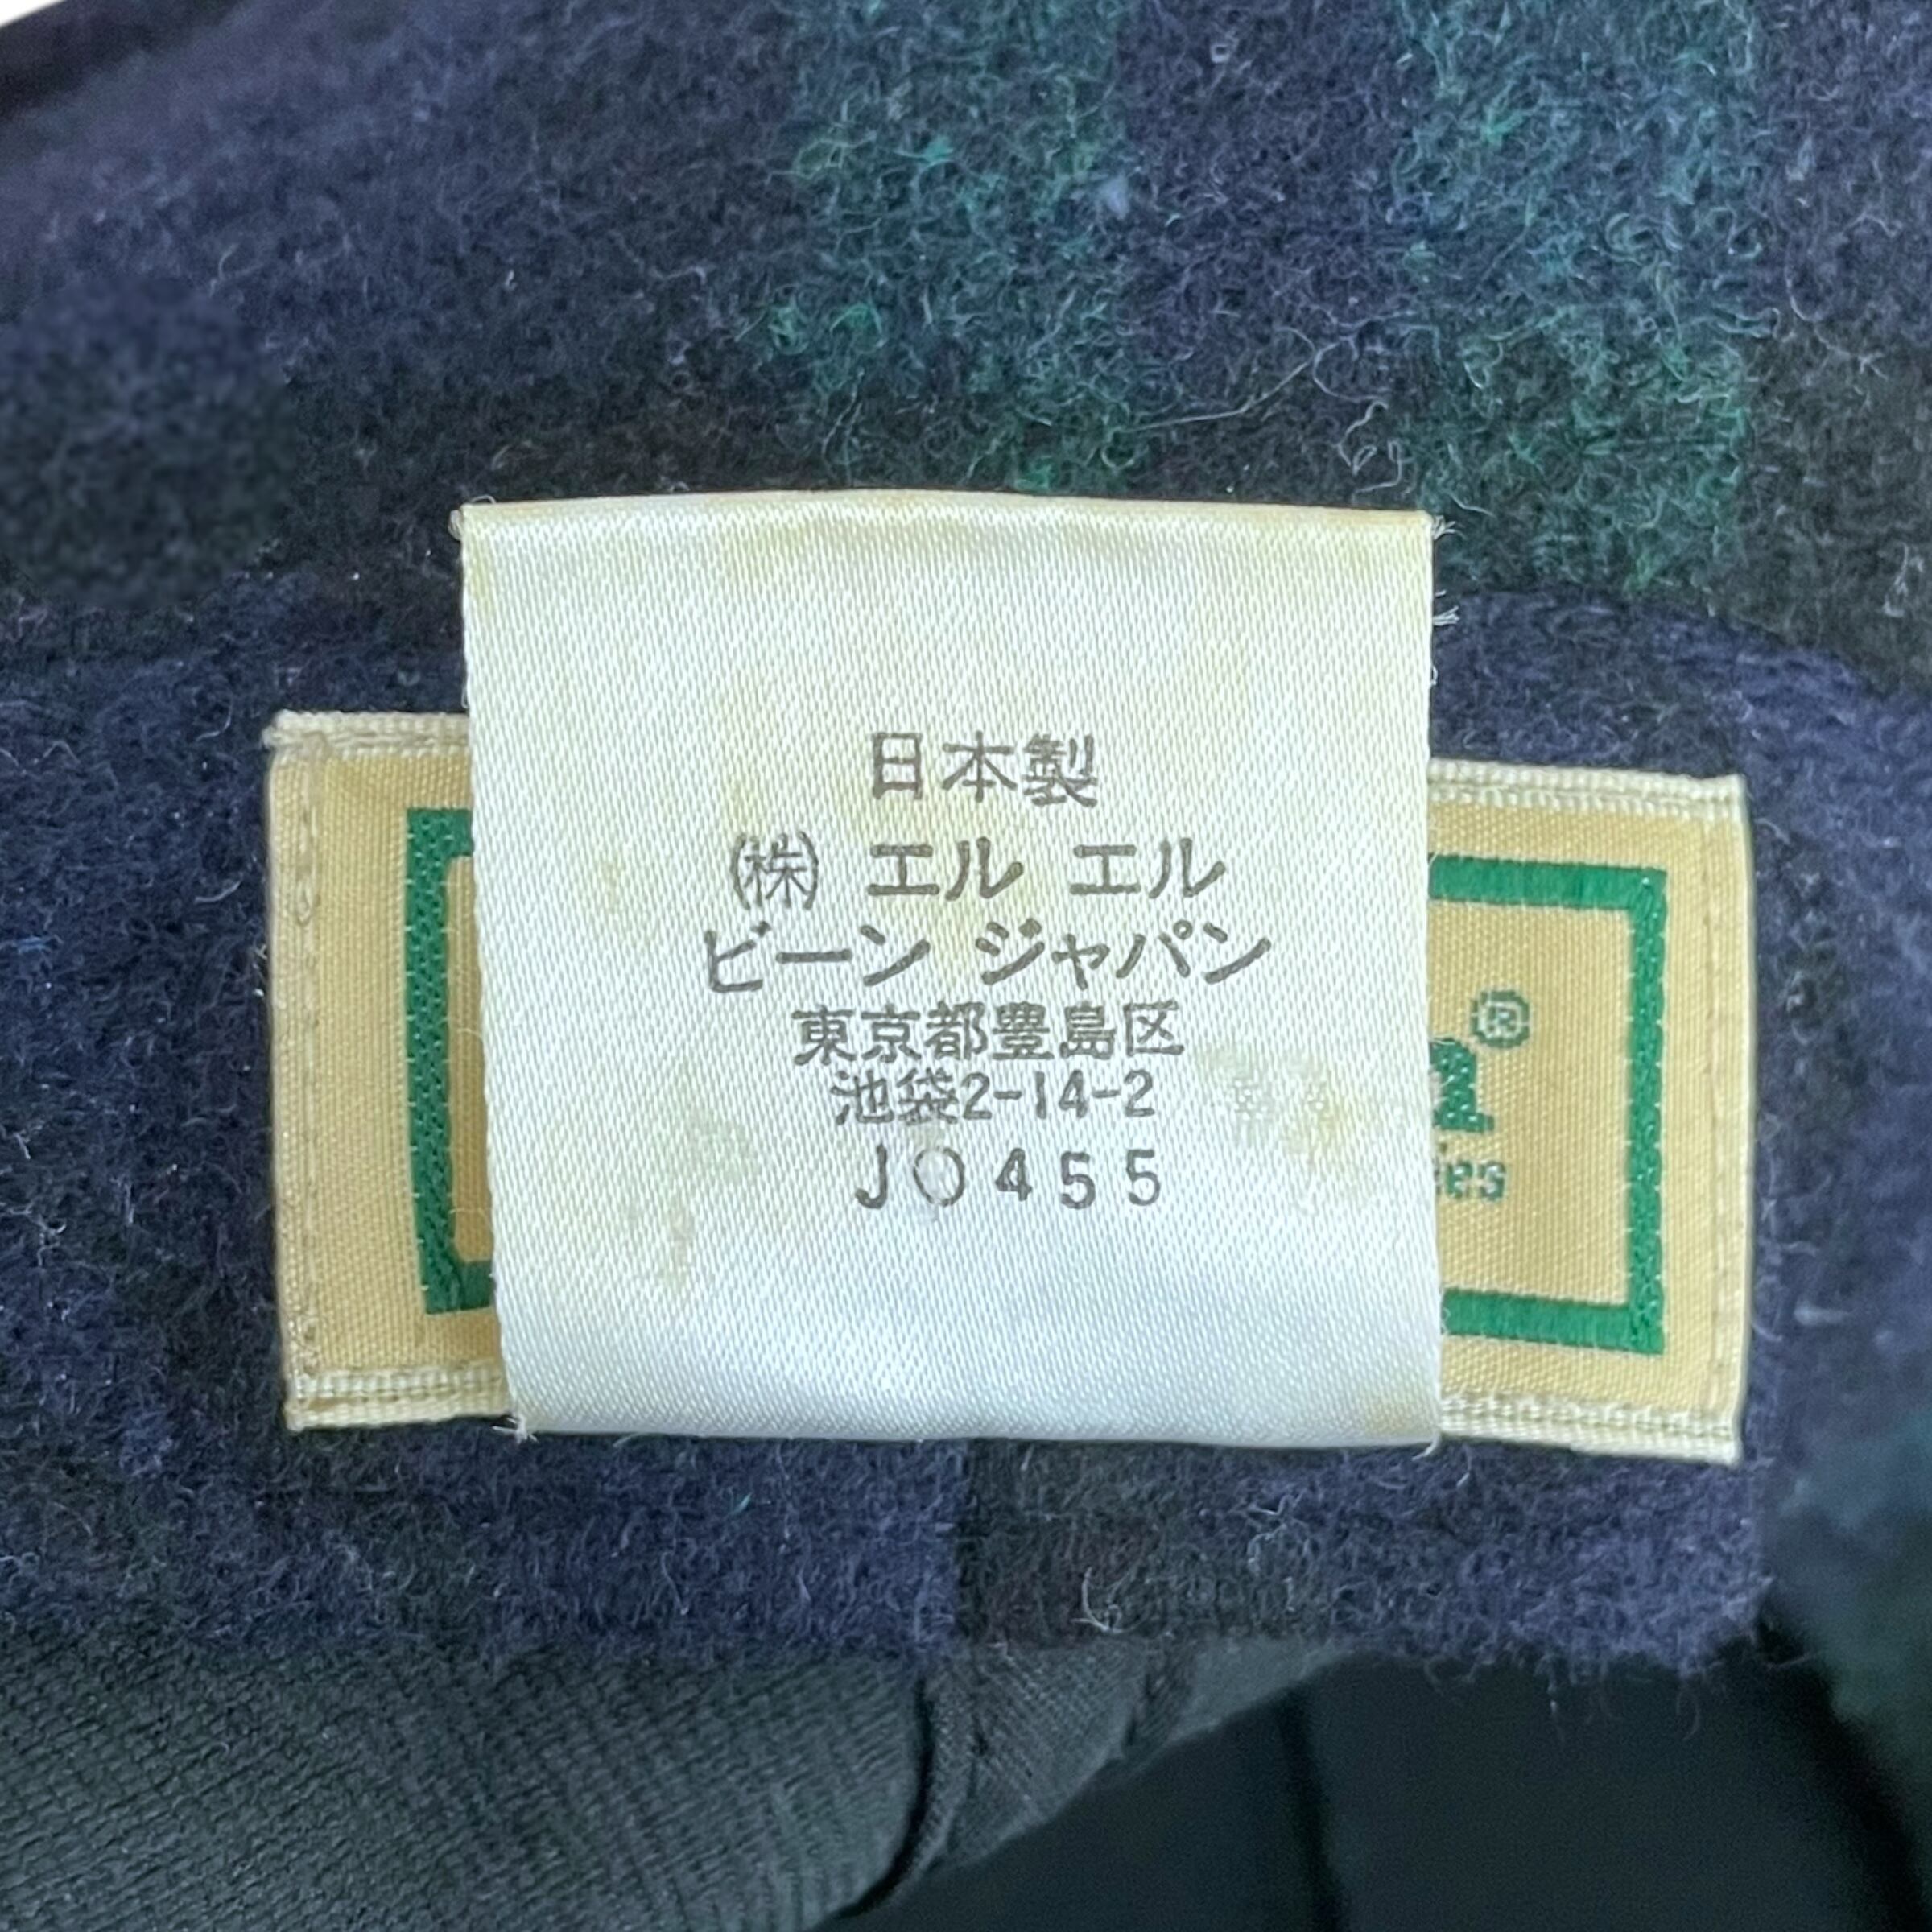 日本製
㈱ エル エル
ビーン ジャパン
東京都豊島区
池袋2-14-2
J0455
®